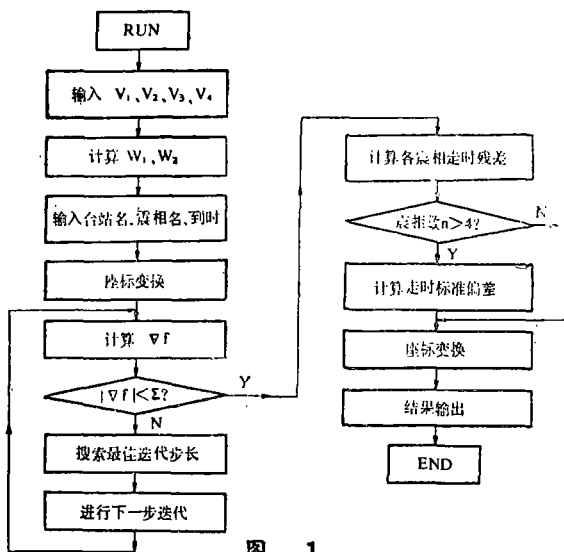 RUN
输入 V₁、V₂、V₃、V₄
计算 W₁、W₂
输入台站名、震相名、到时
座标变换
计算 ∇f
|∇f|<Σ?
Y
N
搜索最佳迭代步长
进行下一步迭代
计算各震相走时残差
震相数n>4?
N
Y
计算走时标准偏差
座标变换
结果输出
END
图 1